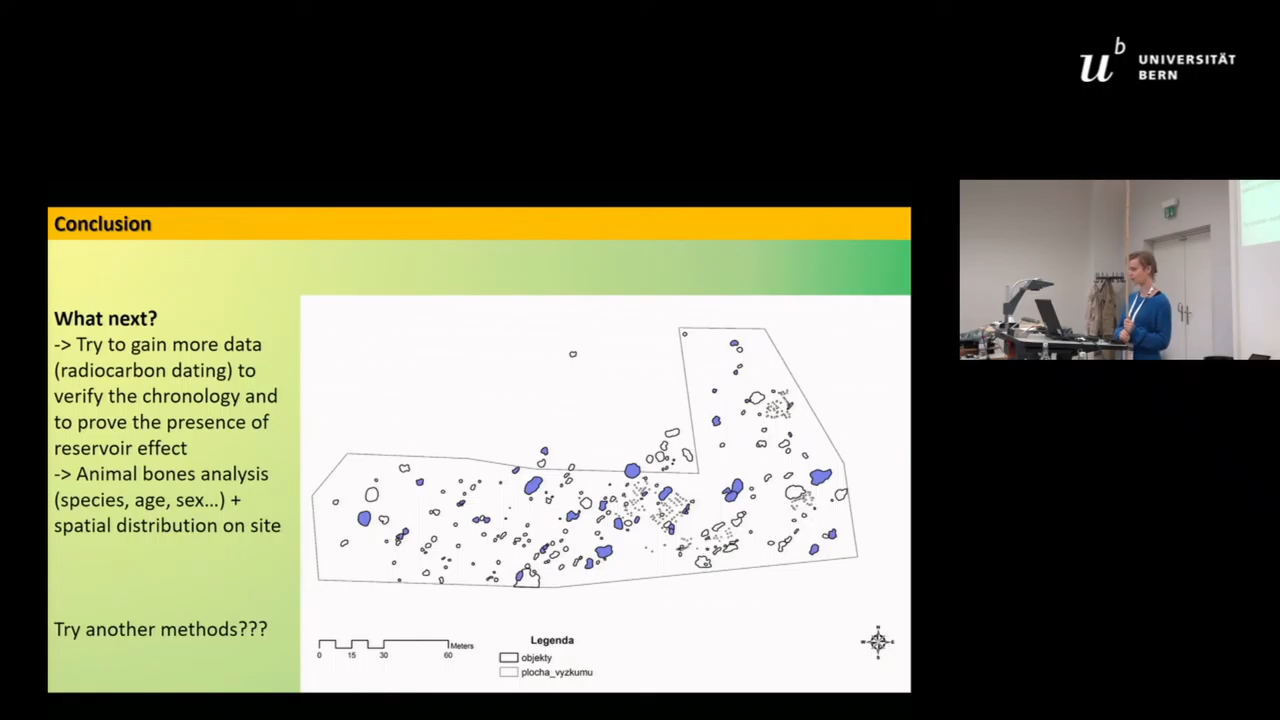 u
b
UNIVERSITÄT
BERN
Conclusion
What next?
-> Try to gain more data
(radiocarbon dating) to
verify the chronology and
to prove the presence of
reservoir effect
-> Animal bones analysis
(species, age, sex...) +
spatial distribution on site
Try another methods???
0 15 30 60
Meters
Legenda
objekty
plocha_vyzkumu
N
W E
S